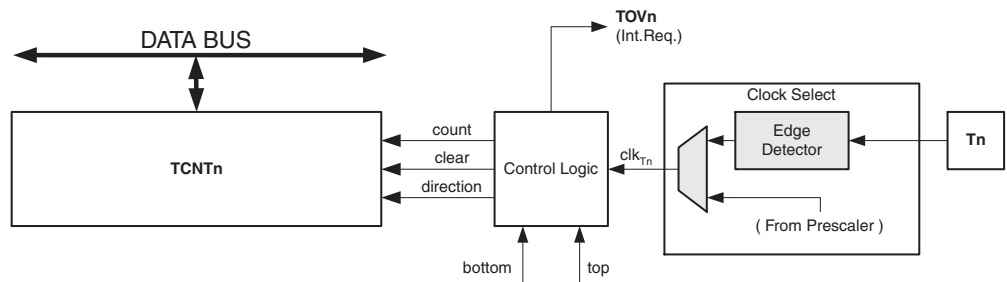 TOVn
(Int.Req.)
DATA BUS
Clock Select
Edge
Detector
Tn
count
clear
direction
TCNTn
Control Logic
clkTn
( From Prescaler )
bottom
top